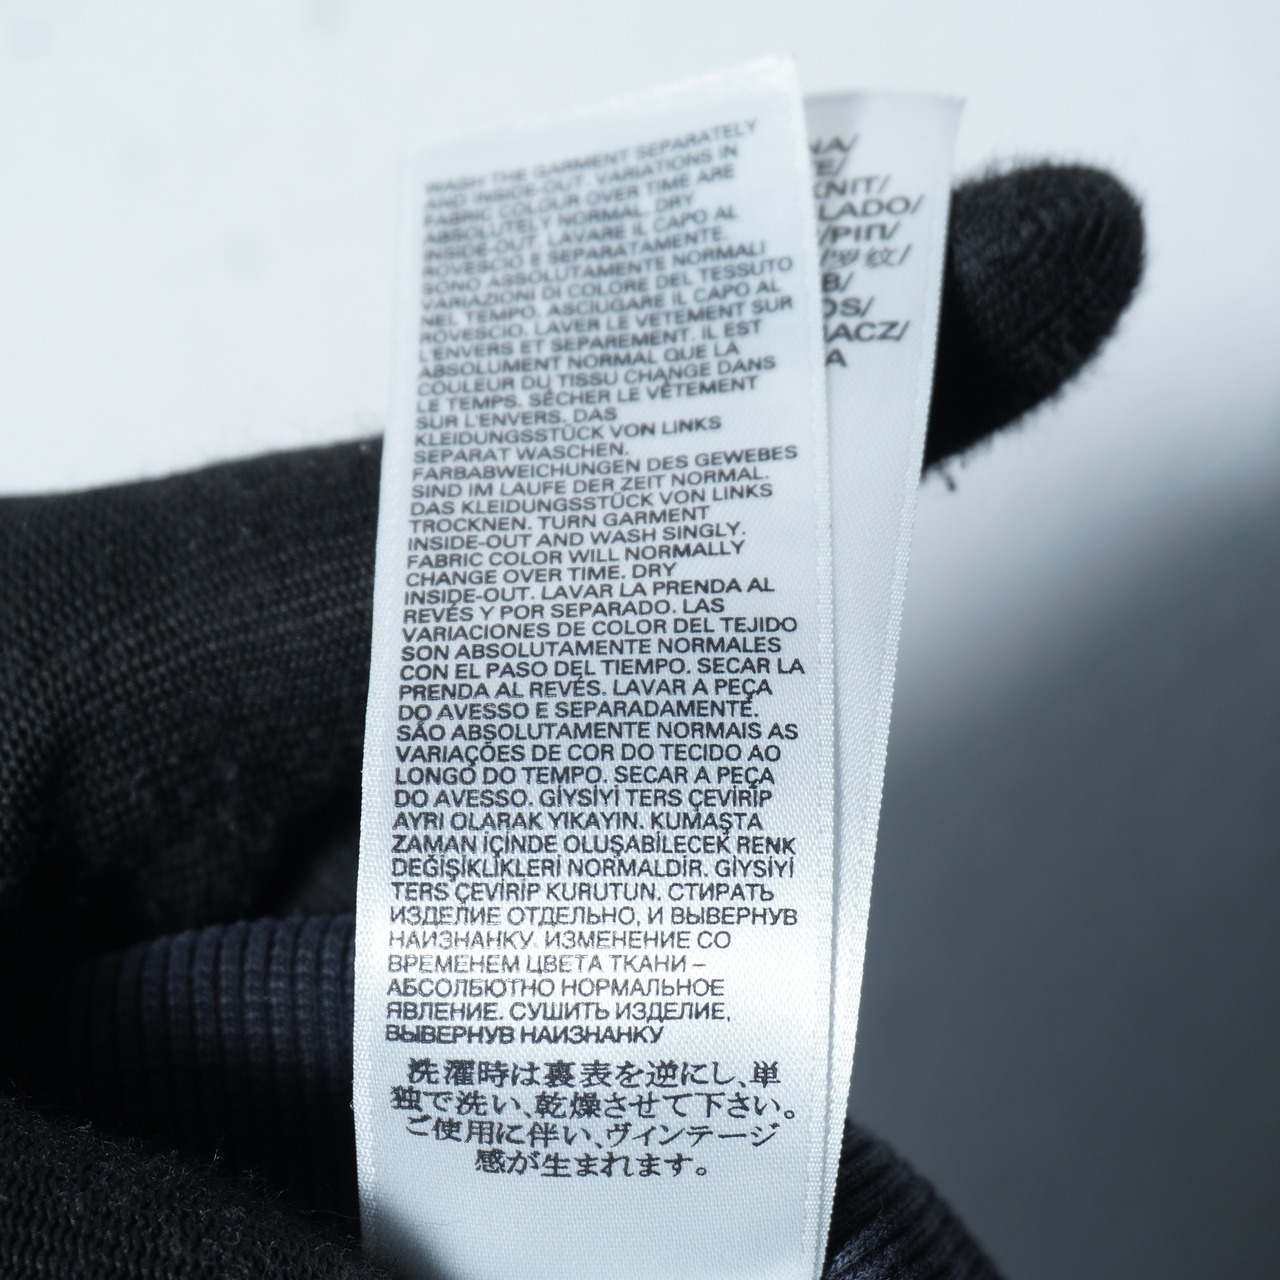 WASH THE GARMENT SEPARATELY
AND INSIDE-OUT. VARIATIONS IN
FABRIC COLOUR OVER TIME ARE
ABSOLUTELY NORMAL. DRY
INSIDE-OUT. LAVARE IL CAPO AL
ROVESCIO E SEPARATAMENTE.
SONO ASSOLUTAMENTE NORMALI
VARIAZIONI DI COLORE DEL TESSUTO
NEL TEMPO. ASCIUGARE IL CAPO AL
ROVESCIO. LAVER LE VETEMENT SUR
L'ENVERS ET SEPAREMENT. IL EST
ABSOLUMENT NORMAL QUE LA
COULEUR DU TISSU CHANGE DANS
LE TEMPS. SÉCHER LE VÊTEMENT
SUR L'ENVERS. DAS
KLEIDUNGSSTÜCK VON LINKS
SEPARAT WASCHEN.
FARBABWEICHUNGEN DES GEWEBES
SIND IM LAUFE DER ZEIT NORMAL.
DAS KLEIDUNGSSTÜCK VON LINKS
TROCKNEN. TURN GARMENT
INSIDE-OUT AND WASH SINGLY.
FABRIC COLOR WILL NORMALLY
CHANGE OVER TIME. DRY
INSIDE-OUT. LAVAR LA PRENDA AL
REVÉS Y POR SEPARADO. LAS
VARIACIONES DE COLOR DEL TEJIDO
SON ABSOLUTAMENTE NORMALES
CON EL PASO DEL TIEMPO. SECAR LA
PRENDA AL REVÉS. LAVAR A PEÇA
DO AVESSO E SEPARADAMENTE.
SÃO ABSOLUTAMENTE NORMAIS AS
VARIAÇÕES DE COR DO TECIDO AO
LONGO DO TEMPO. SECAR A PEÇA
DO AVESSO. GİYSİYİ TERS ÇEVİRİP
AYRI OLARAK YIKAYIN. KUMAŞTA
ZAMAN İÇİNDE OLUŞABİLECEK RENK
DEĞİŞİKLİKLERİ NORMALDİR. GİYSİYİ
TERS ÇEVİRİP KURUTUN. СТИРАТЬ
ИЗДЕЛИЕ ОТДЕЛЬНО, И ВЫВЕРНУВ
НАИЗНАНКУ. ИЗМЕНЕНИЕ СО
ВРЕМЕНЕМ ЦВЕТА ТКАНИ –
АБСОЛБЮТНО НОРМАЛЬНОЕ
ЯВЛЕНИЕ. СУШИТЬ ИЗДЕЛИЕ,
ВЫВЕРНУВ НАИЗНАНКУ
洗濯時は裏表を逆にし、単
独で洗い、乾燥させて下さい。
ご使用に伴い、ヴィンテージ
感が生まれます。
NA/
E/
KNIT/
LADO/
/РІП/
/罗纹/
B/
OS/
ACZ/
A